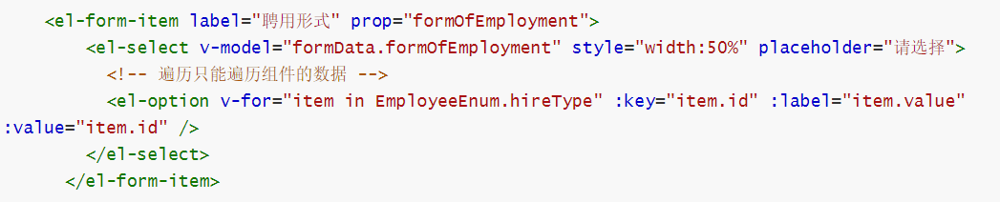 <el-form-item label="聘用形式" prop="formOfEmployment">
<el-select v-model="formData.formOfEmployment" style="width:50%" placeholder="请选择">
<!-- 遍历只能遍历组件的数据 -->
<el-option v-for="item in EmployeeEnum.hireType" :key="item.id" :label="item.value"
:value="item.id" />
</el-select>
</el-form-item>